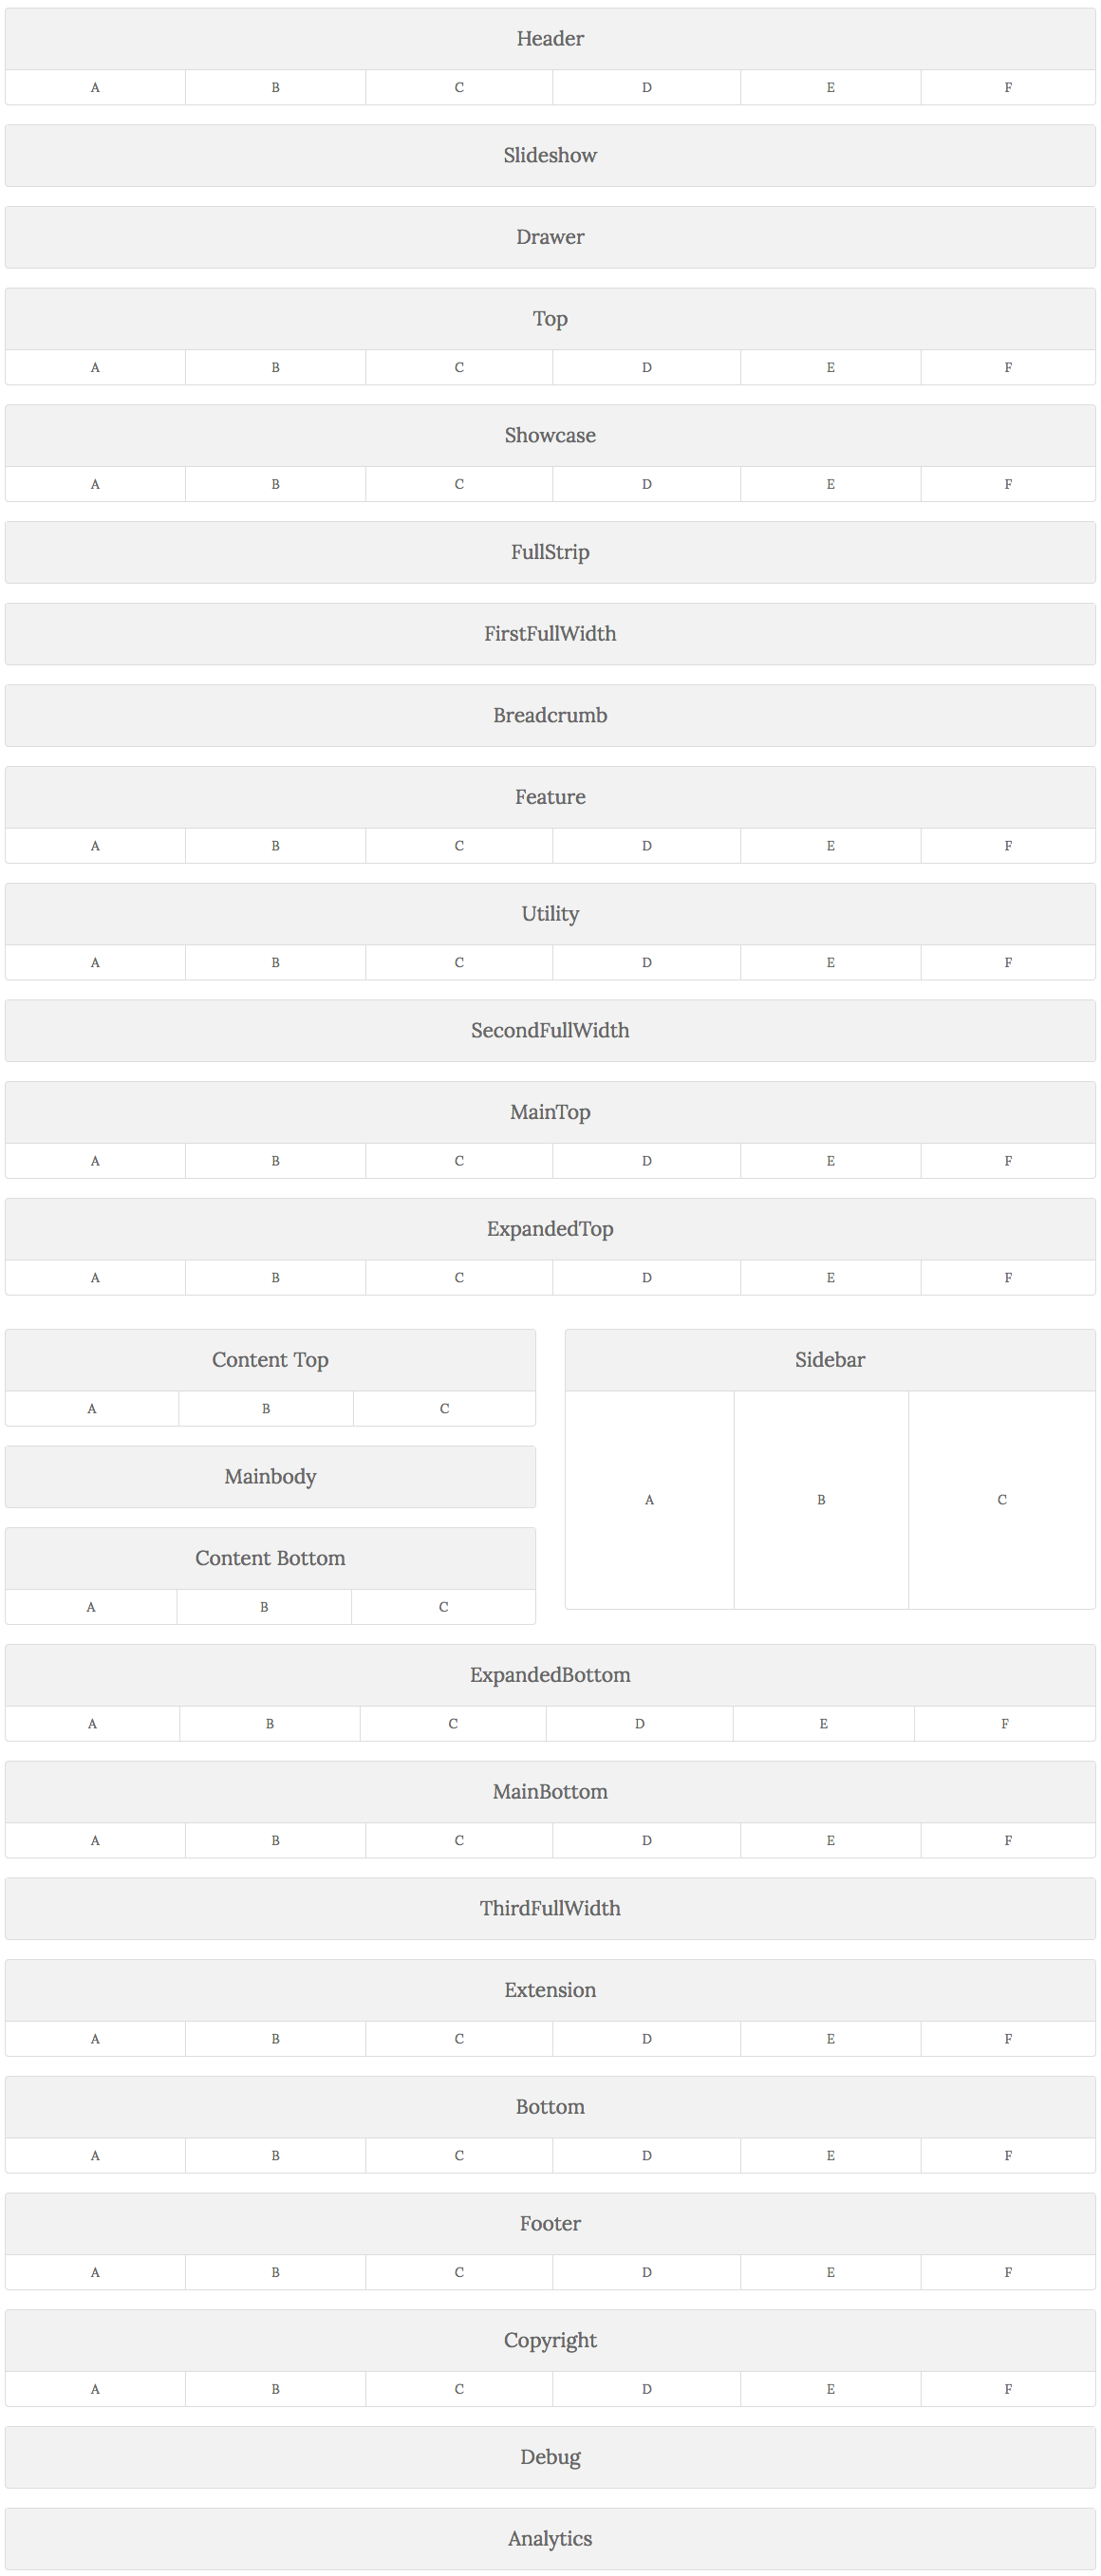 Header
A B C D E F
Slideshow
Drawer
Top
A B C D E F
Showcase
A B C D E F
FullStrip
FirstFullWidth
Breadcrumb
Feature
A B C D E F
Utility
A B C D E F
SecondFullWidth
MainTop
A B C D E F
ExpandedTop
A B C D E F
Content Top
A B C
Mainbody
Content Bottom
A B C
Sidebar
A B C
ExpandedBottom
A B C D E F
MainBottom
A B C D E F
ThirdFullWidth
Extension
A B C D E F
Bottom
A B C D E F
Footer
A B C D E F
Copyright
A B C D E F
Debug
Analytics